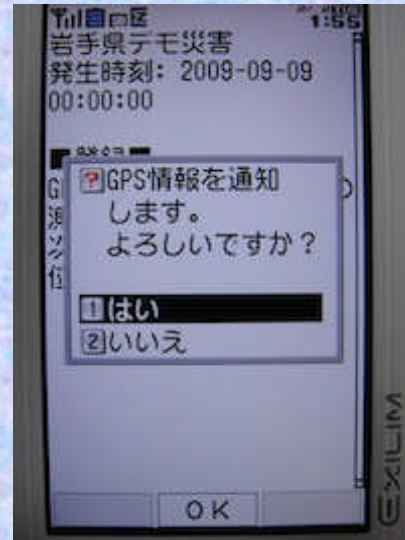 1:55
岩手県デモ災害
発生時刻: 2009-09-09
00:00:00
?GPS情報を通知
します。
よろしいですか?
1はい
2いいえ
OK
EXILIM